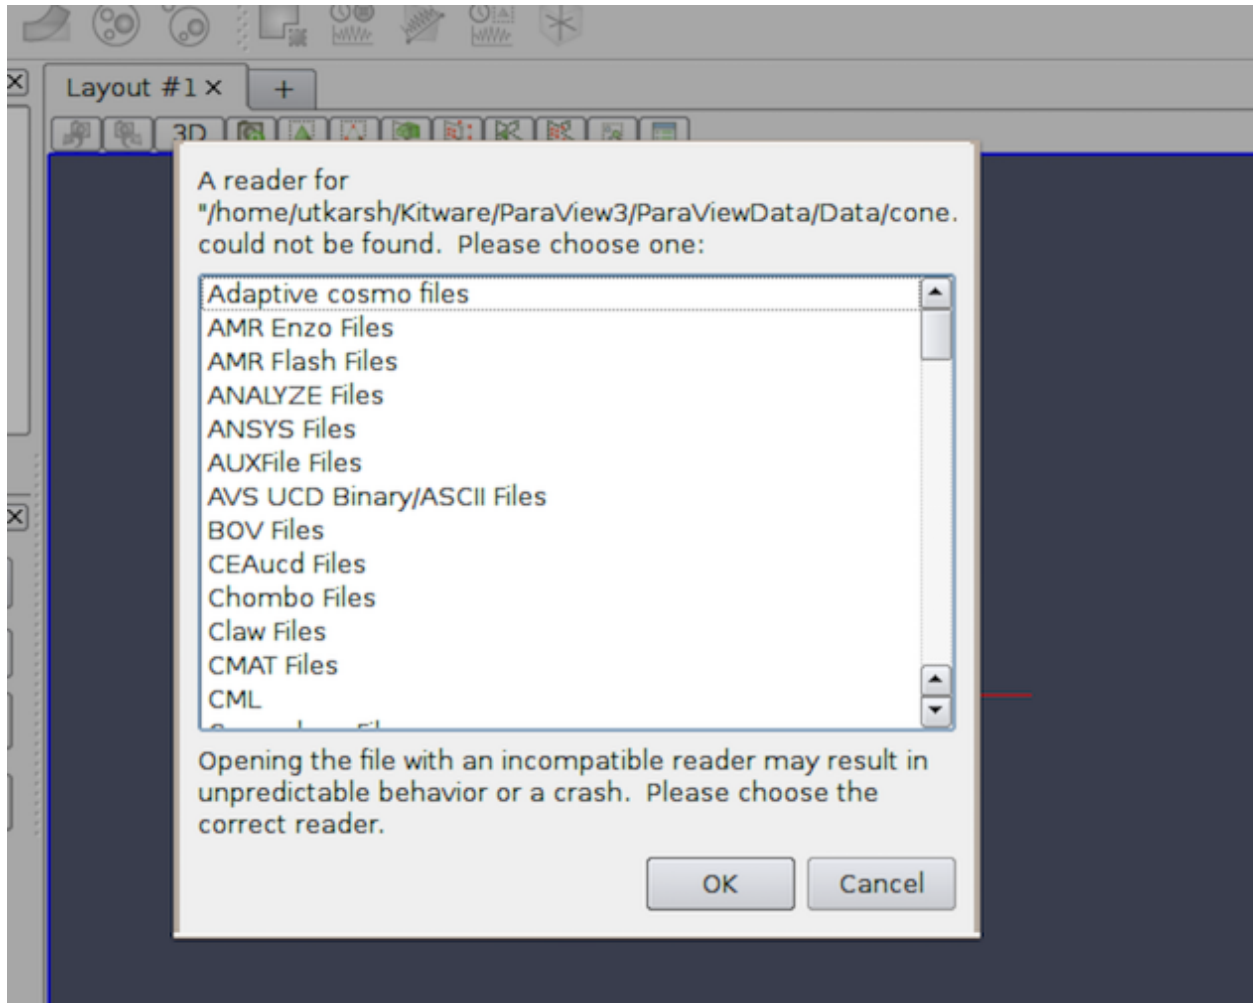 Layout #1 ×
+
3D
A reader for
"/home/utkarsh/Kitware/ParaView3/ParaViewData/Data/cone.
could not be found.  Please choose one:
Adaptive cosmo files
AMR Enzo Files
AMR Flash Files
ANALYZE Files
ANSYS Files
AUXFile Files
AVS UCD Binary/ASCII Files
BOV Files
CEAucd Files
Chombo Files
Claw Files
CMAT Files
CML
Opening the file with an incompatible reader may result in
unpredictable behavior or a crash.  Please choose the
correct reader.
OK
Cancel